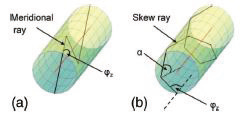 Meridional
ray
φz
(a)
Skew ray
α
φz
(b)